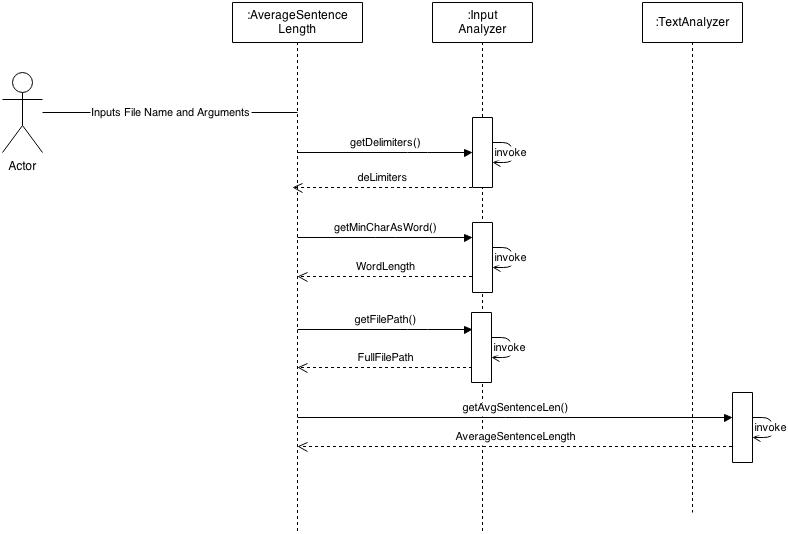 :AverageSentence
Length
:Input
Analyzer
:TextAnalyzer
Inputs File Name and Arguments
Actor
getDelimiters()
invoke
deLimiters
getMinCharAsWord()
invoke
WordLength
getFilePath()
invoke
FullFilePath
getAvgSentenceLen()
invoke
AverageSentenceLength